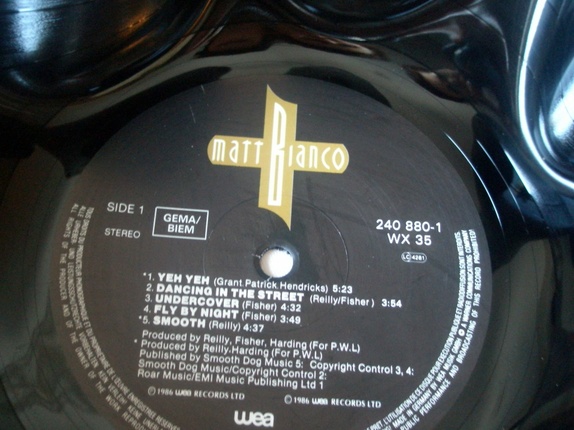 matt Bianco
SIDE 1
STEREO
GEMA/
BIEM
240 880-1
WX 35
LC 4281
*1. YEH YEH (Grant.Patrick.Hendricks) 5:23
2. DANCING IN THE STREET (Reilly/Fisher) 3:54
3. UNDERCOVER (Fisher) 4:32
4. FLY BY NIGHT (Fisher) 3:49
*5. SMOOTH (Reilly) 4:37
Produced by Reilly, Fisher, Harding (For P.W.L)
* Produced by Reilly.Harding (For P.W.L)
Published by Smooth Dog Music 5: Copyright Control 3, 4:
Smooth Dog Music/Copyright Control 2:
Roar Music/EMI Music Publishing Ltd 1
Ⓟ 1986 wea RECORDS LTD
© 1986 wea RECORDS LTD
wea